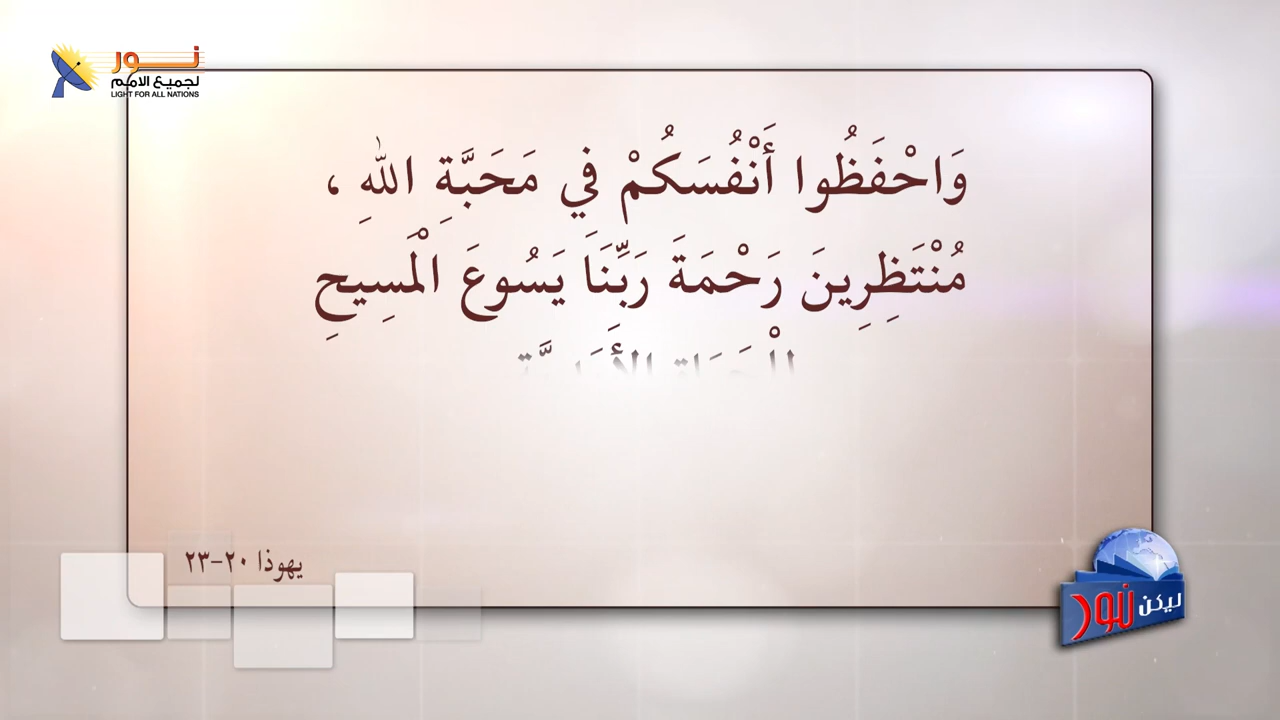 نور
لجميع الامم
LIGHT FOR ALL NATIONS
وَاحْفَظُوا أَنْفُسَكُمْ فِي مَحَبَّةِ اللهِ ،
مُنْتَظِرِينَ رَحْمَةَ رَبِّنَا يَسُوعَ الْمَسِيحِ
يهوذا ٢٠-٢٣
ليكن نور